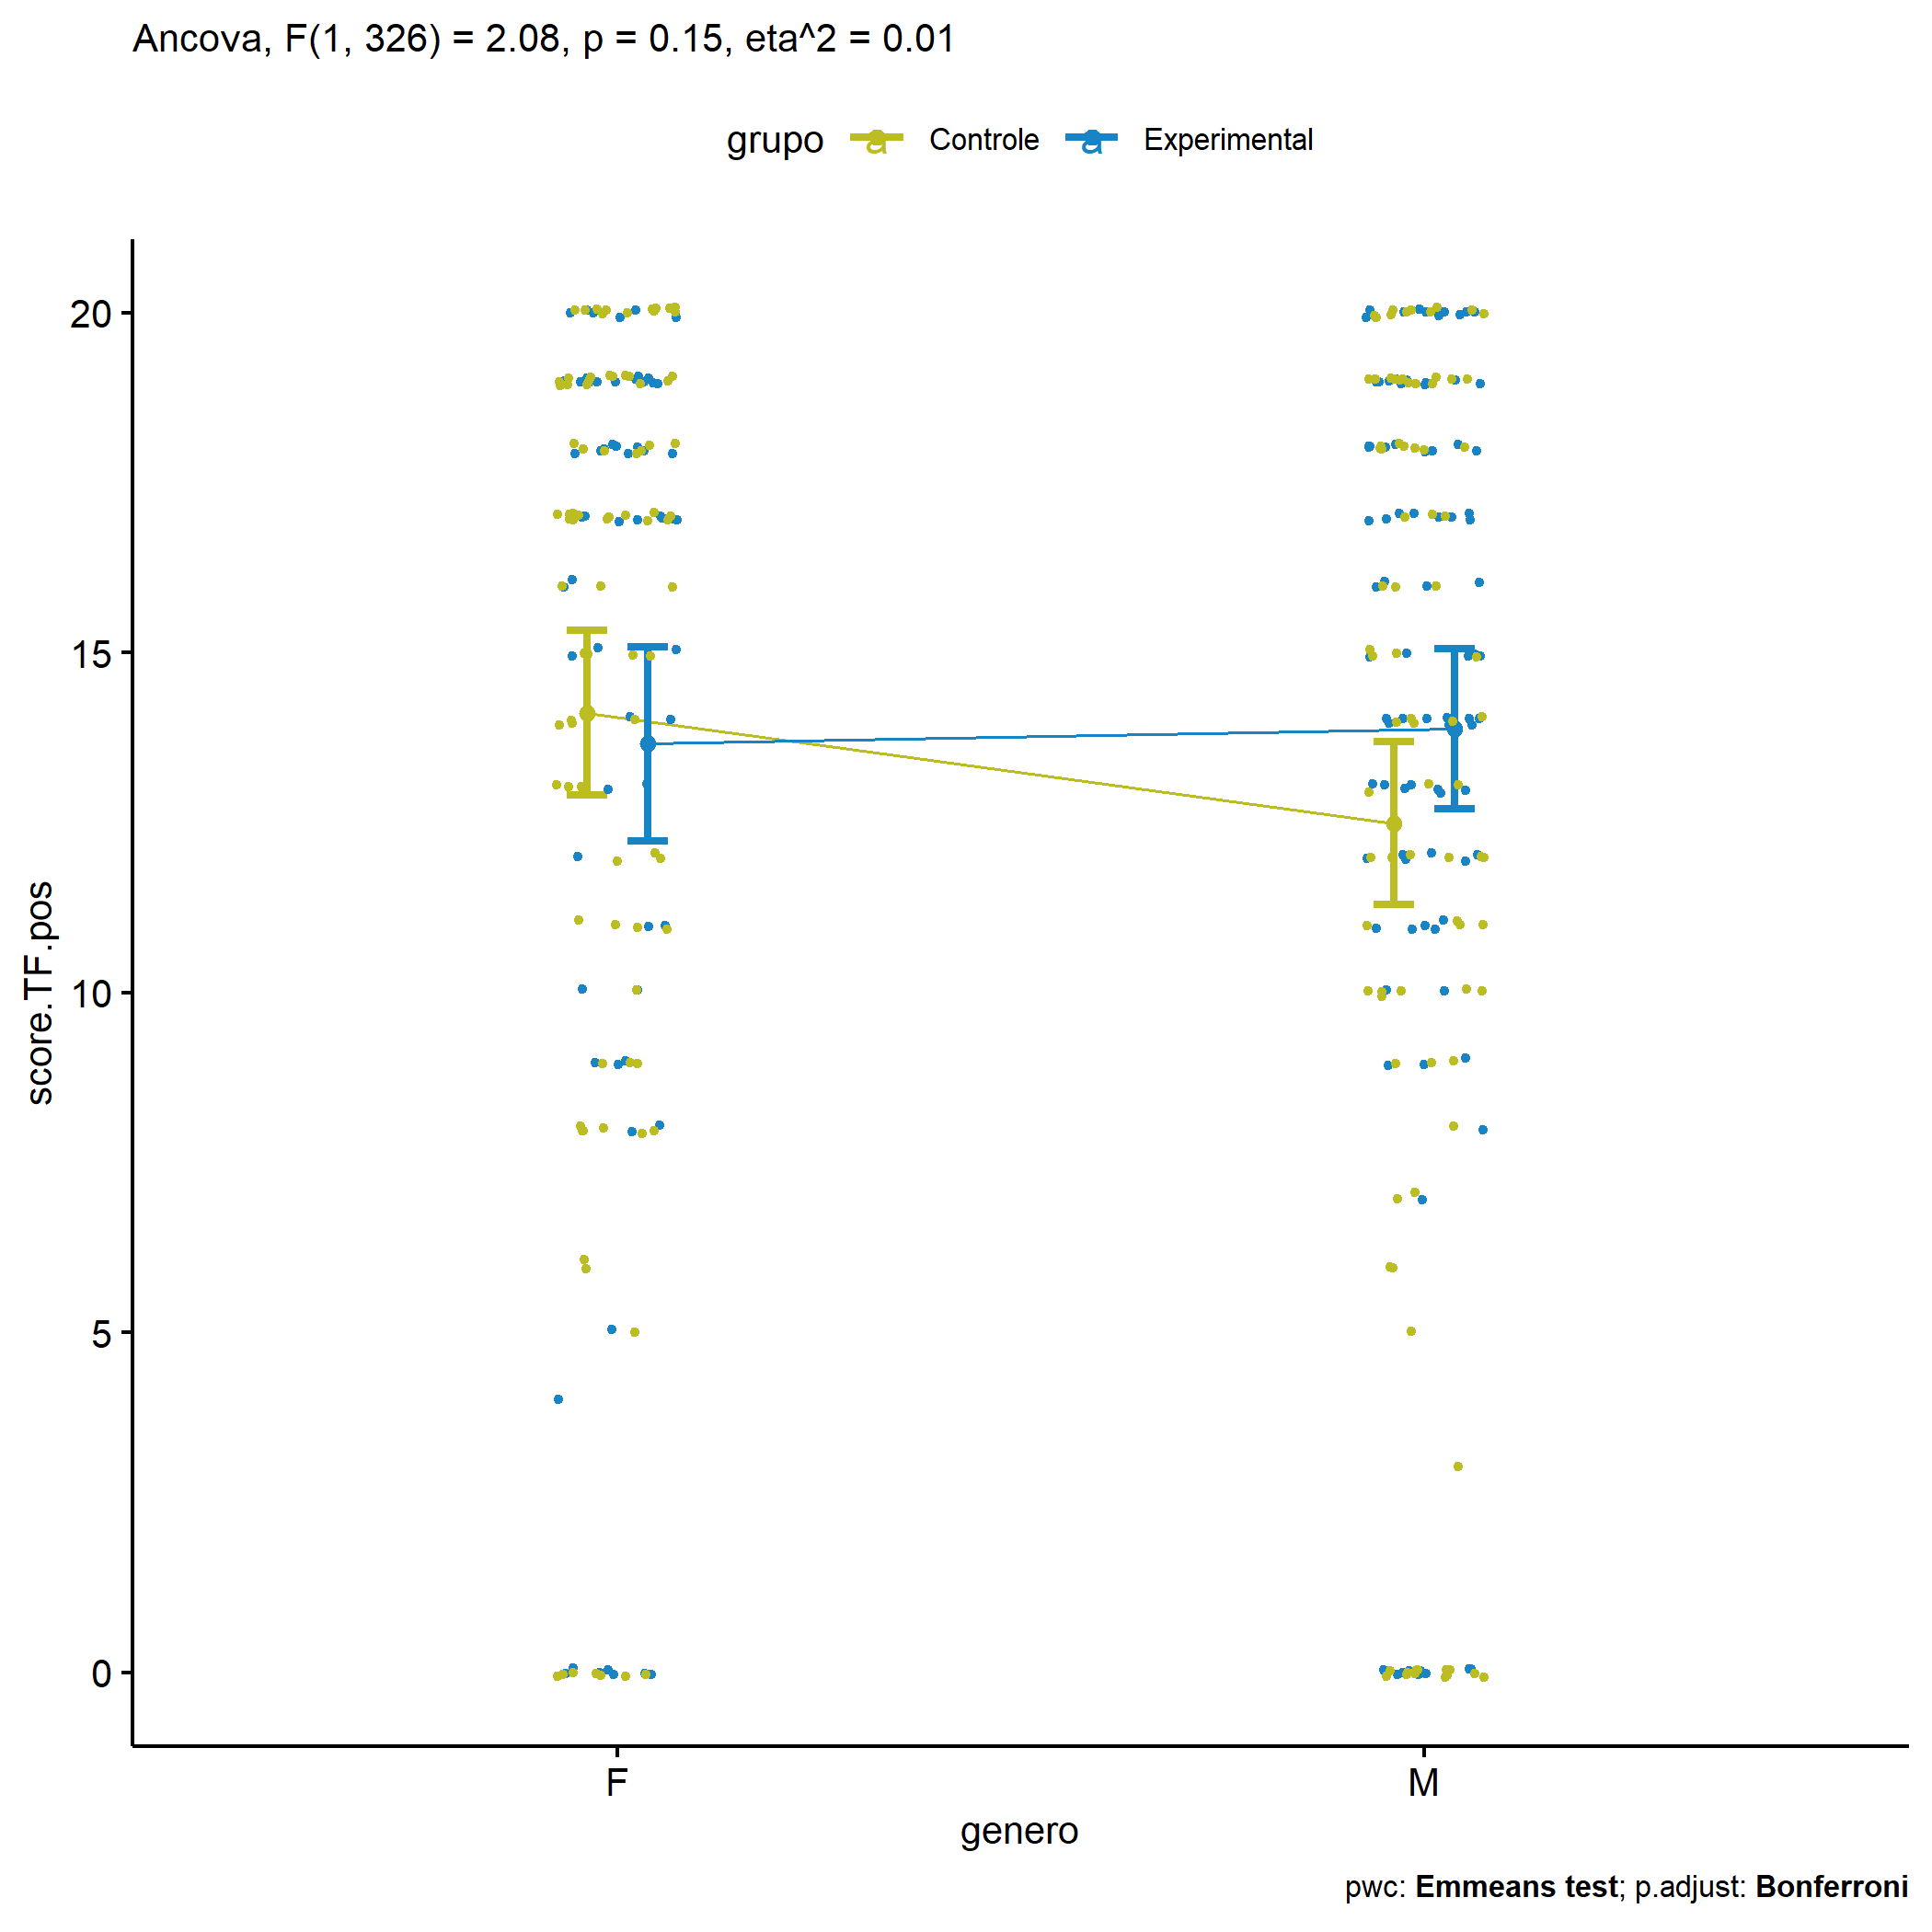 Ancova, F(1, 326) = 2.08, p = 0.15, eta^2 = 0.01
grupo a Controle a Experimental
20
15
10
5
0
score.TF.pos
F M
genero
pwc: Emmeans test; p.adjust: Bonferroni